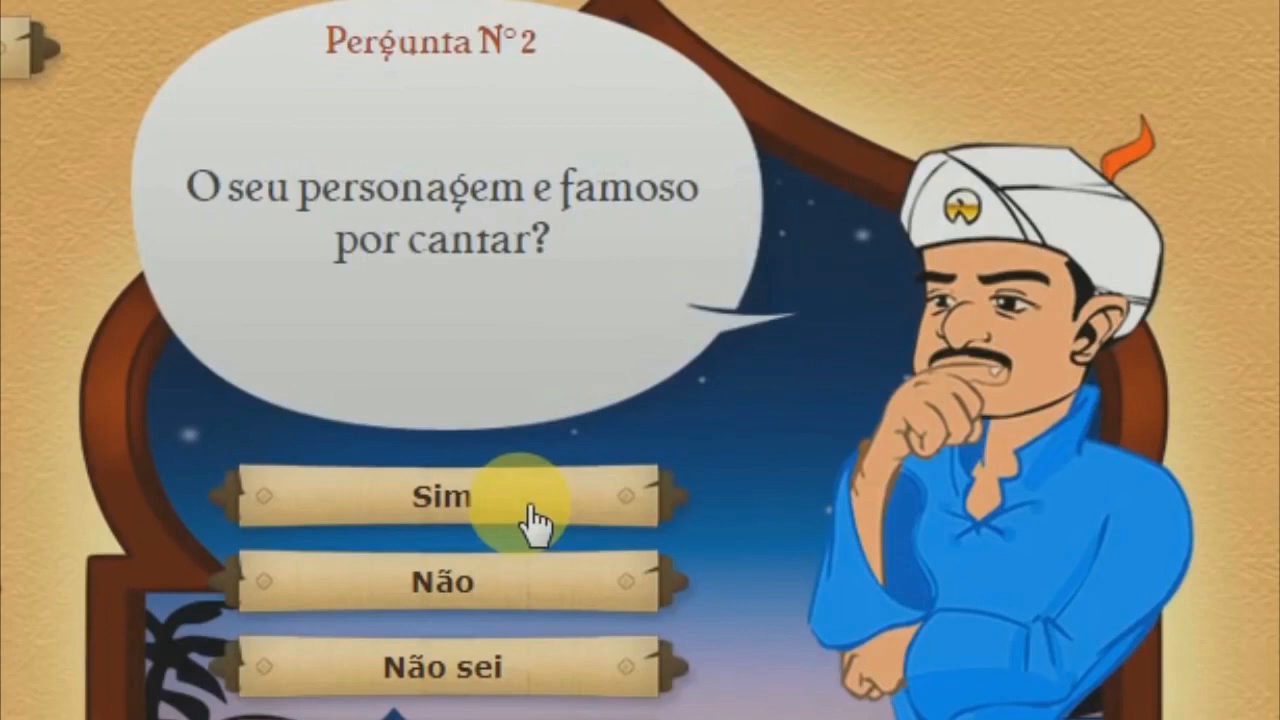 Pergunta N°2
O seu personagem e famoso
por cantar?
Sim
Não
Não sei